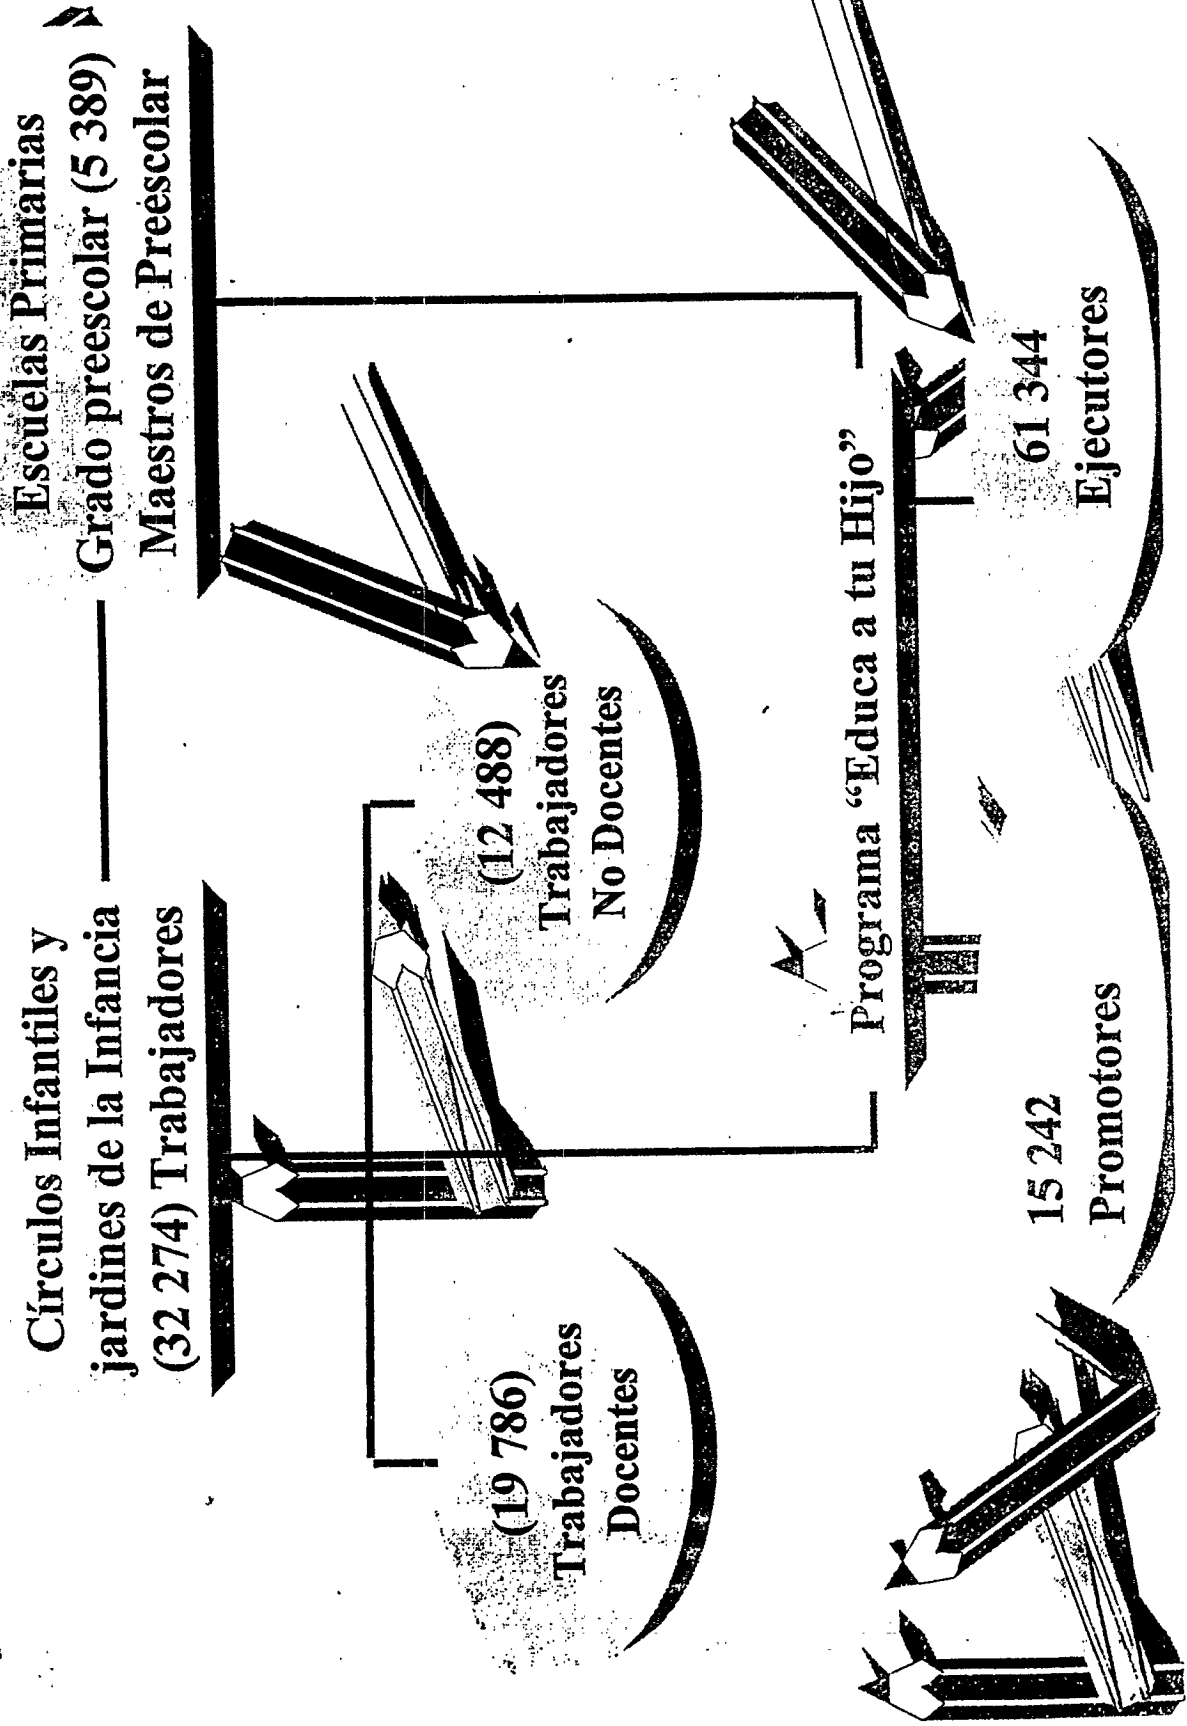 Círculos Infantiles y
jardines de la Infancia
(32 274) Trabajadores
Escuelas Primarias
Grado preescolar (5 389)
Maestros de Preescolar
(19 786)
Trabajadores
Docentes
(12 488)
Trabajadores
No Docentes
Programa “Educa a tu Hijo”
15 242
Promotores
61 344
Ejecutores